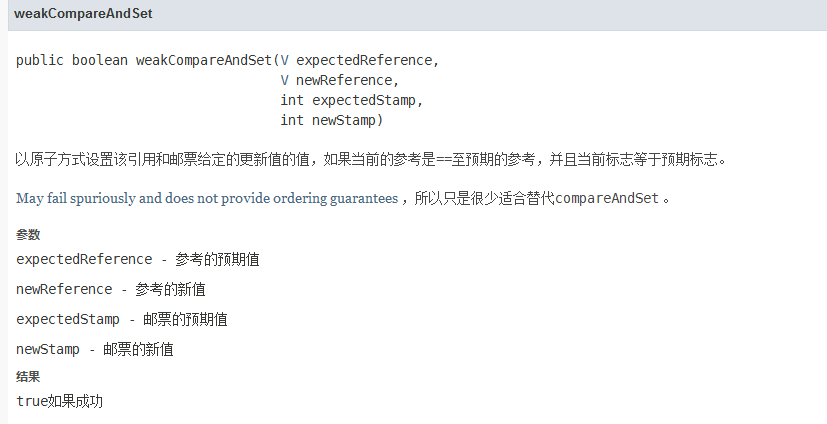 weakCompareAndSet
public boolean weakCompareAndSet(V expectedReference,
V newReference,
int expectedStamp,
int newStamp)
以原子方式设置该引用和邮票给定的更新值的值，如果当前的参考是==至预期的参考，并且当前标志等于预期标志。
May fail spuriously and does not provide ordering guarantees ，所以只是很少适合替代compareAndSet 。
参数
expectedReference - 参考的预期值
newReference - 参考的新值
expectedStamp - 邮票的预期值
newStamp - 邮票的新值
结果
true如果成功